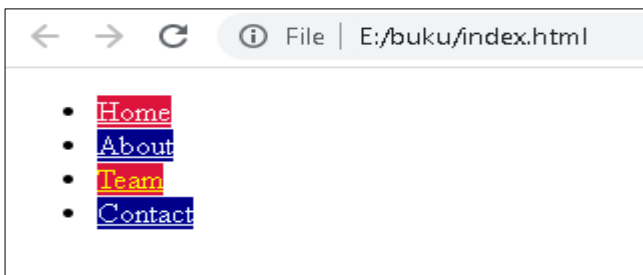 File | E:/buku/index.html
Home
About
Team
Contact